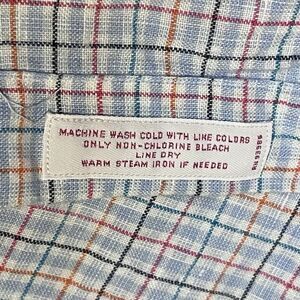 MACHINE WASH COLD WITH LIKE COLORS
ONLY NON-CHLORINE BLEACH
LINE DRY
WARM STEAM IRON IF NEEDED